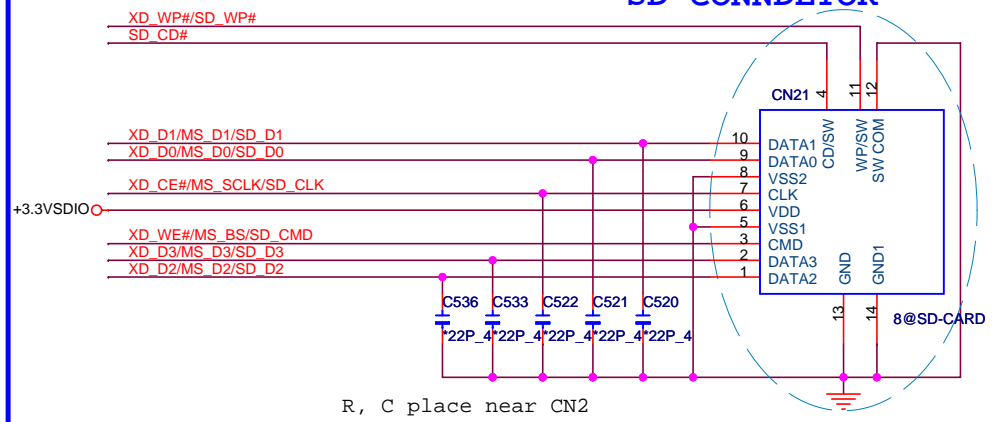 SD CONNDETOR
XD_WP#/SD_WP#
SD_CD#
CN21
4
11
12
CD/SW
WP/SW
SW COM
XD_D1/MS_D1/SD_D1
10 DATA1
XD_D0/MS_D0/SD_D0
9 DATA0
8 VSS2
XD_CE#/MS_SCLK/SD_CLK
7 CLK
+3.3VSDIO
6 VDD
5 VSS1
XD_WE#/MS_BS/SD_CMD
3 CMD
XD_D3/MS_D3/SD_D3
2 DATA3
XD_D2/MS_D2/SD_D2
1 DATA2
GND
GND1
13
14
C536
C533
C522
C521
C520
*22P_4
*22P_4
*22P_4
*22P_4
*22P_4
8@SD-CARD
R, C place near CN2